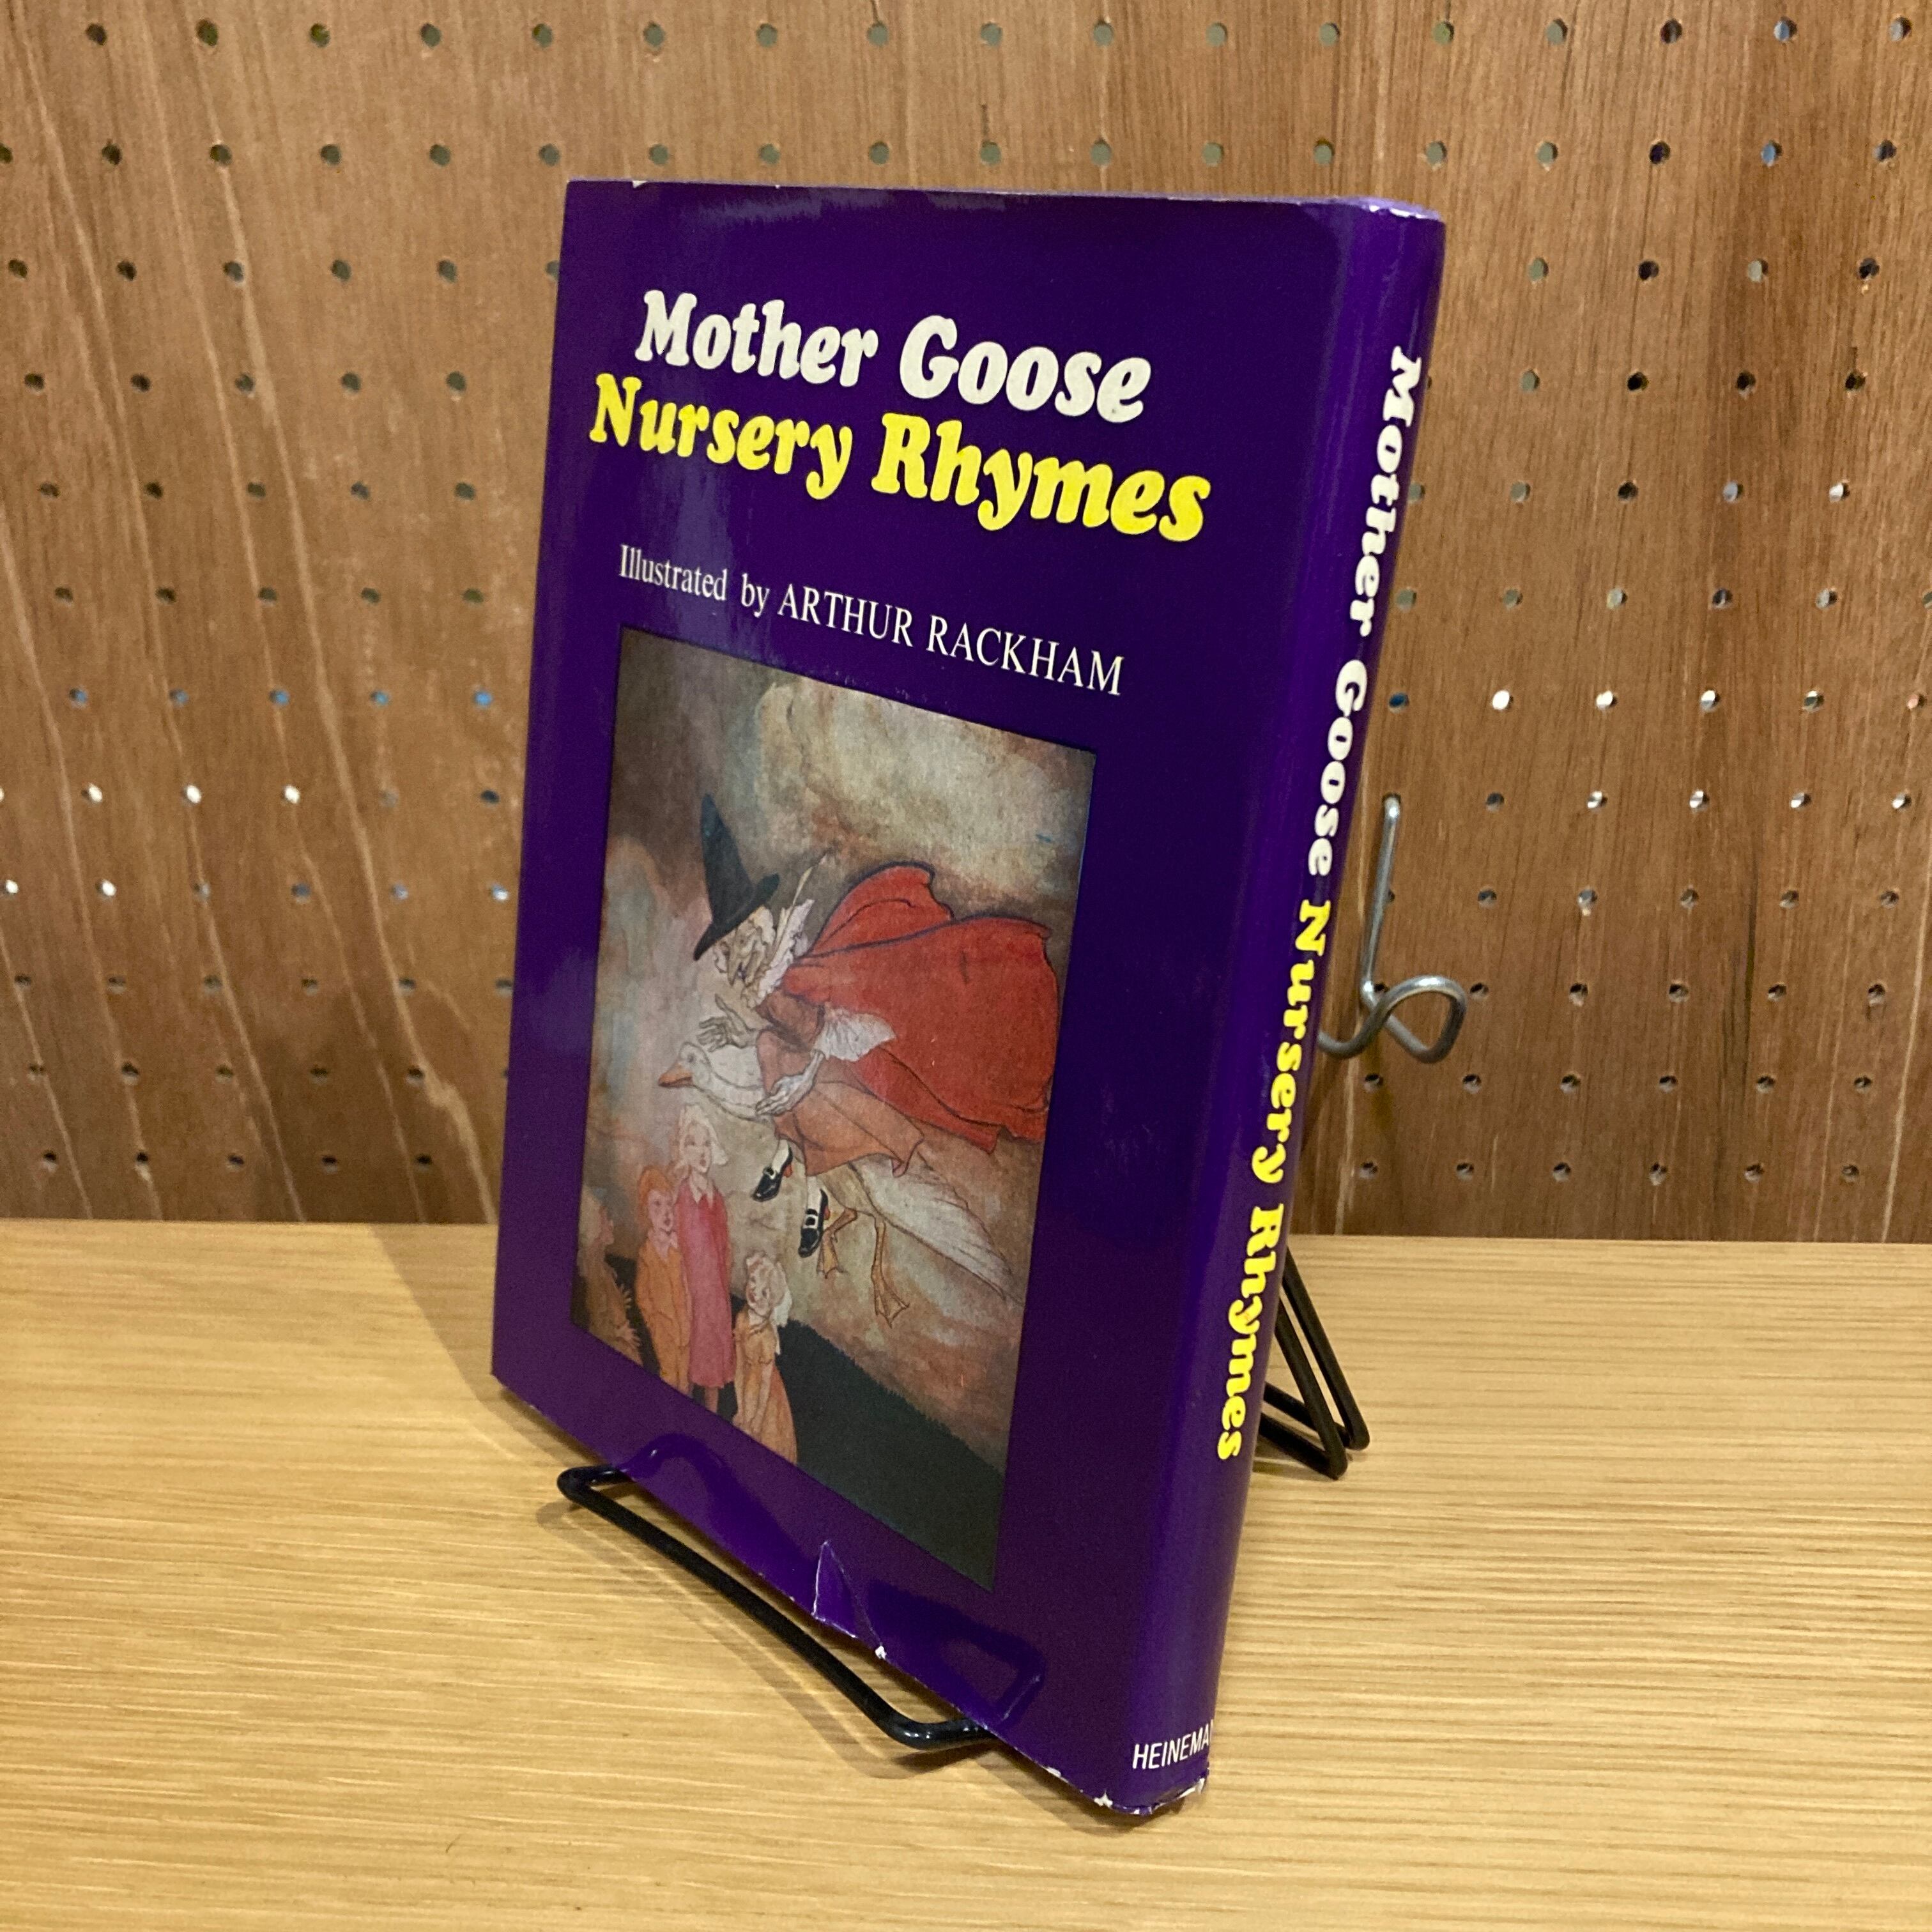 Mother Goose
Nursery Rhymes
Illustrated by ARTHUR RACKHAM
Mother Goose Nursery Rhymes